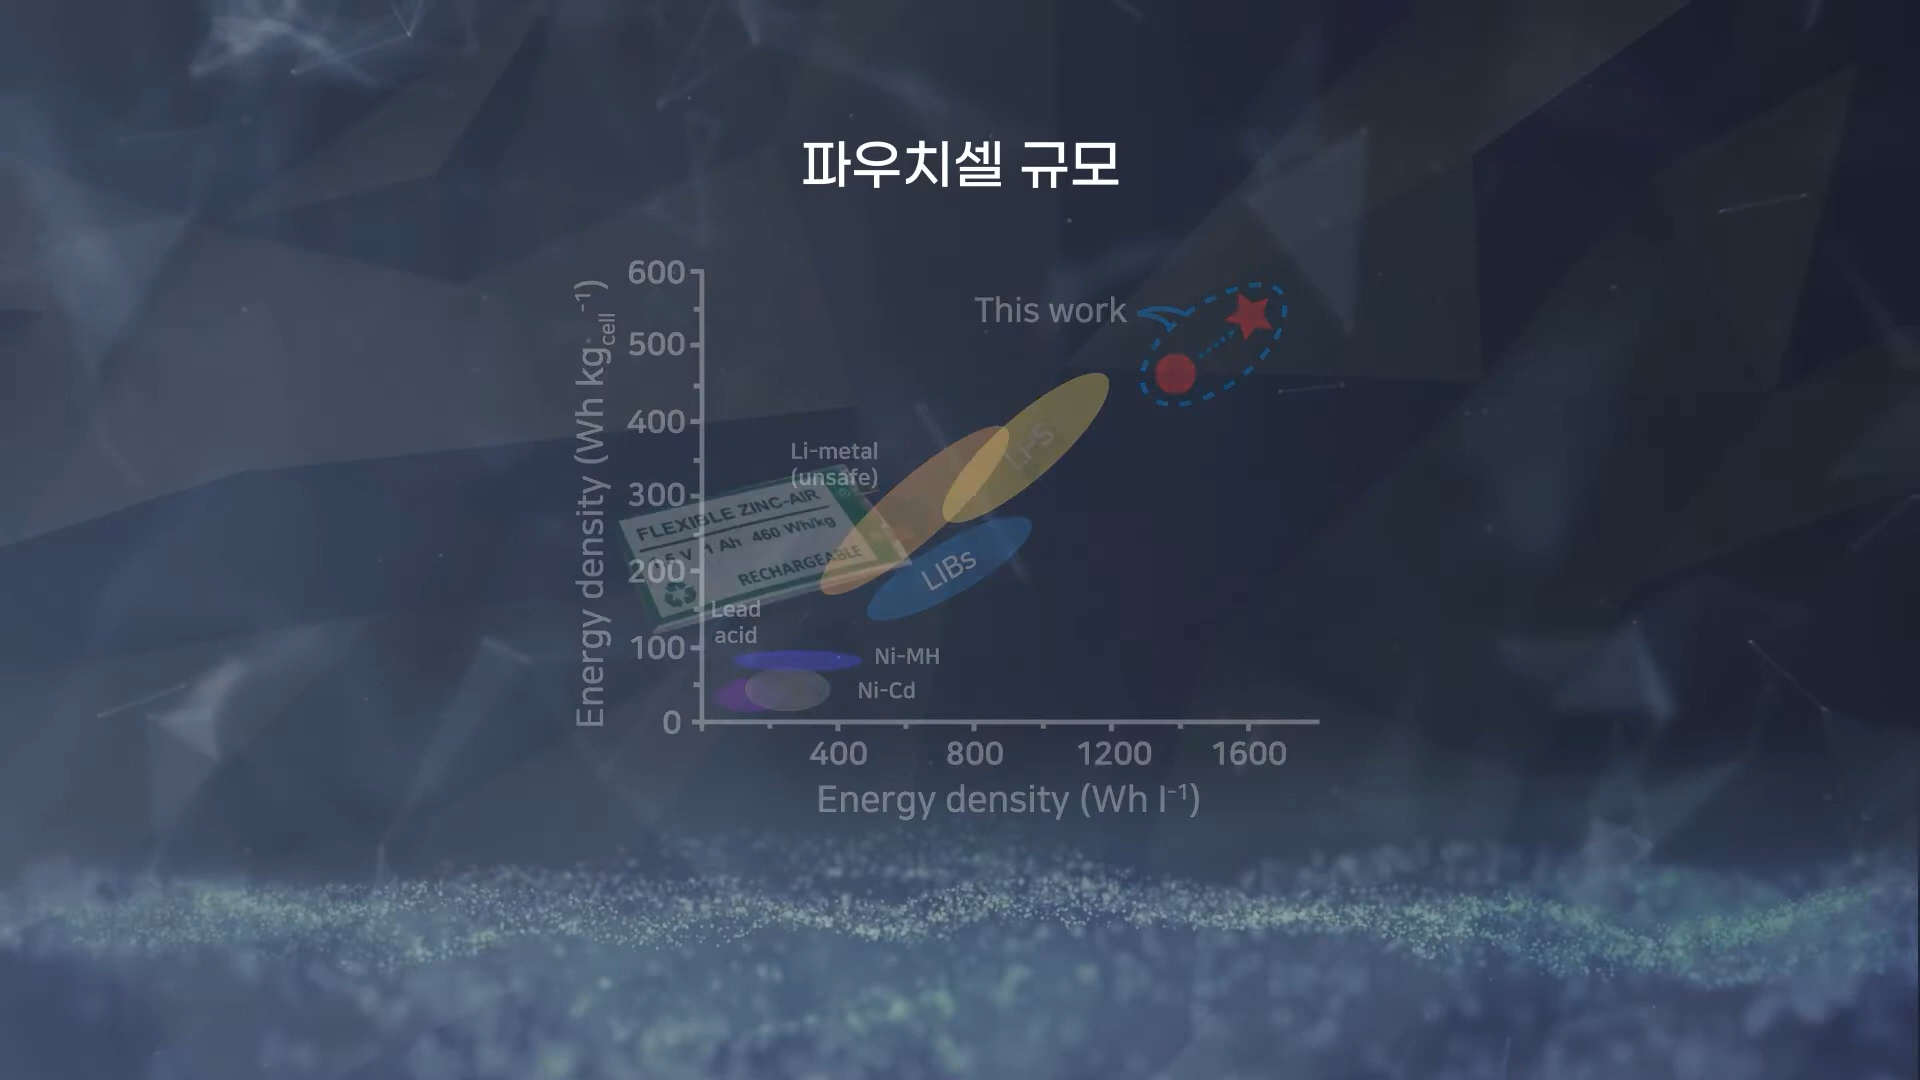 파우치셀 규모
600
500
400
300
200
100
0
Energy density (Wh kgcell⁻¹)
This work
Li-S
Li-metal
(unsafe)
FLEXIBLE ZINC-AIR
1 Ah 460 Wh/kg
RECHARGEABLE
LIBs
Lead
acid
Ni-MH
Ni-Cd
400 800 1200 1600
Energy density (Wh l⁻¹)